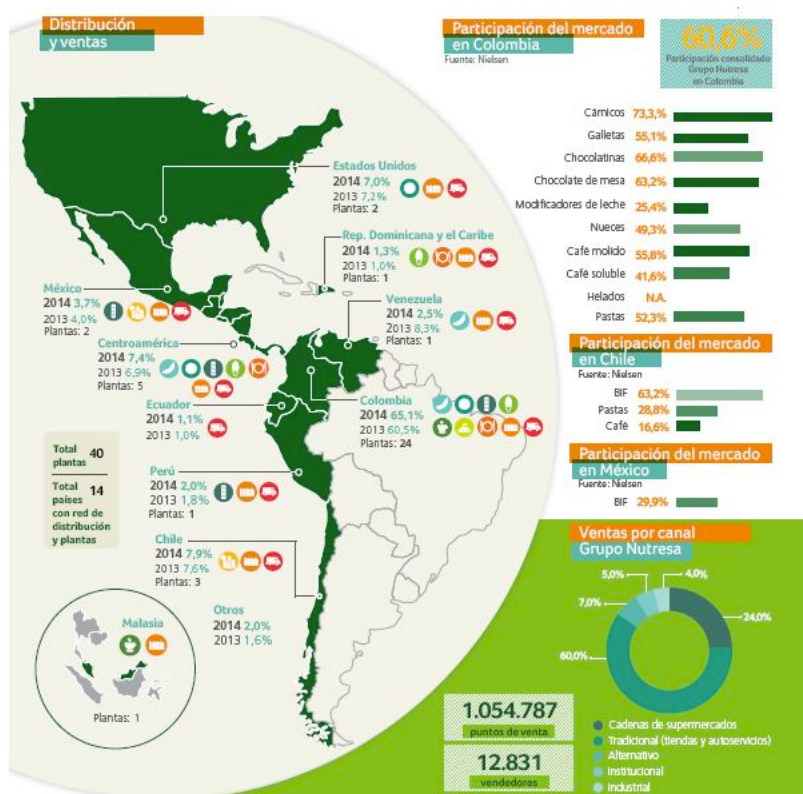 Distribución
y ventas
Estados Unidos
2014 7,0%
2013 7,2%
Plantas: 2
Rep. Dominicana y el Caribe
2014 1,3%
2013 1,0%
Plantas: 1
México
2014 3,7%
2013 4,0%
Plantas: 2
Venezuela
2014 2,5%
2013 8,3%
Plantas: 1
Centroamérica
2014 7,4%
2013 6,9%
Plantas: 5
Colombia
2014 65,1%
2013 60,5%
Plantas: 24
Ecuador
2014 1,1%
2013 1,0%
Total plantas 40
Total países con red de distribución y plantas 14
Perú
2014 2,0%
2013 1,8%
Plantas: 1
Chile
2014 7,9%
2013 7,6%
Plantas: 3
Otros
2014 2,0%
2013 1,6%
Malasia
Plantas: 1
Participación del mercado
en Colombia
Fuente: Nielsen
60,6%
Participación consolidado
Grupo Nutresa
en Colombia
Cárnicos 73,3,%
Galletas 55,1%
Chocolatinas 66,6%
Chocolate de mesa 63,2%
Modificadores de leche 25,4%
Nueces 49,3%
Café molido 55,8%
Café soluble 41,6%
Helados N.A.
Pastas 52,3%
Participación del mercado
en Chile
Fuente: Nielsen
BIF 63,2%
Pastas 28,8%
Café 16,6%
Participación del mercado
en México
Fuente: Nielsen
BIF 29,9%
Ventas por canal
Grupo Nutresa
5,0%
4,0%
7,0%
24,0%
60,0%
Cadenas de supermercados
Tradicional (tiendas y autoservicios)
Alternativo
Institucional
Industrial
1.054.787
puntos de venta
12.831
vendedores